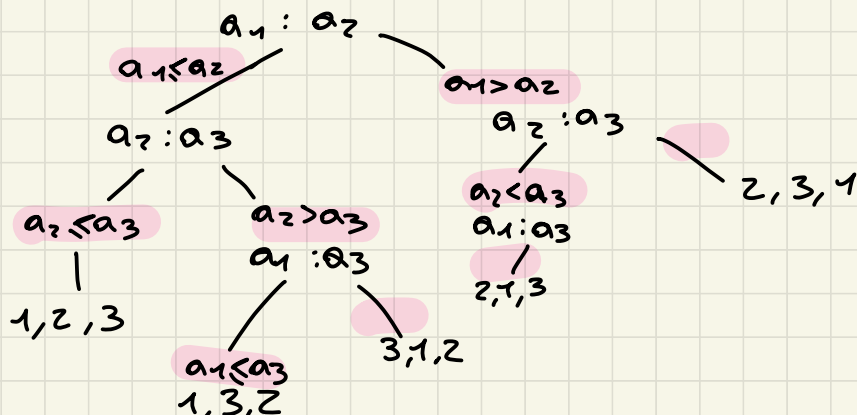 a₁ : a₂
a₁≤a₂
a₁>a₂
a₂ : a₃
a₂ : a₃
a₂≤a₃
a₂>a₃
a₂<a₃
2, 3, 1
a₁ : a₃
a₁ : a₃
1, 2, 3
2,1,3
a₁≤a₃
3,1,2
1,3,2